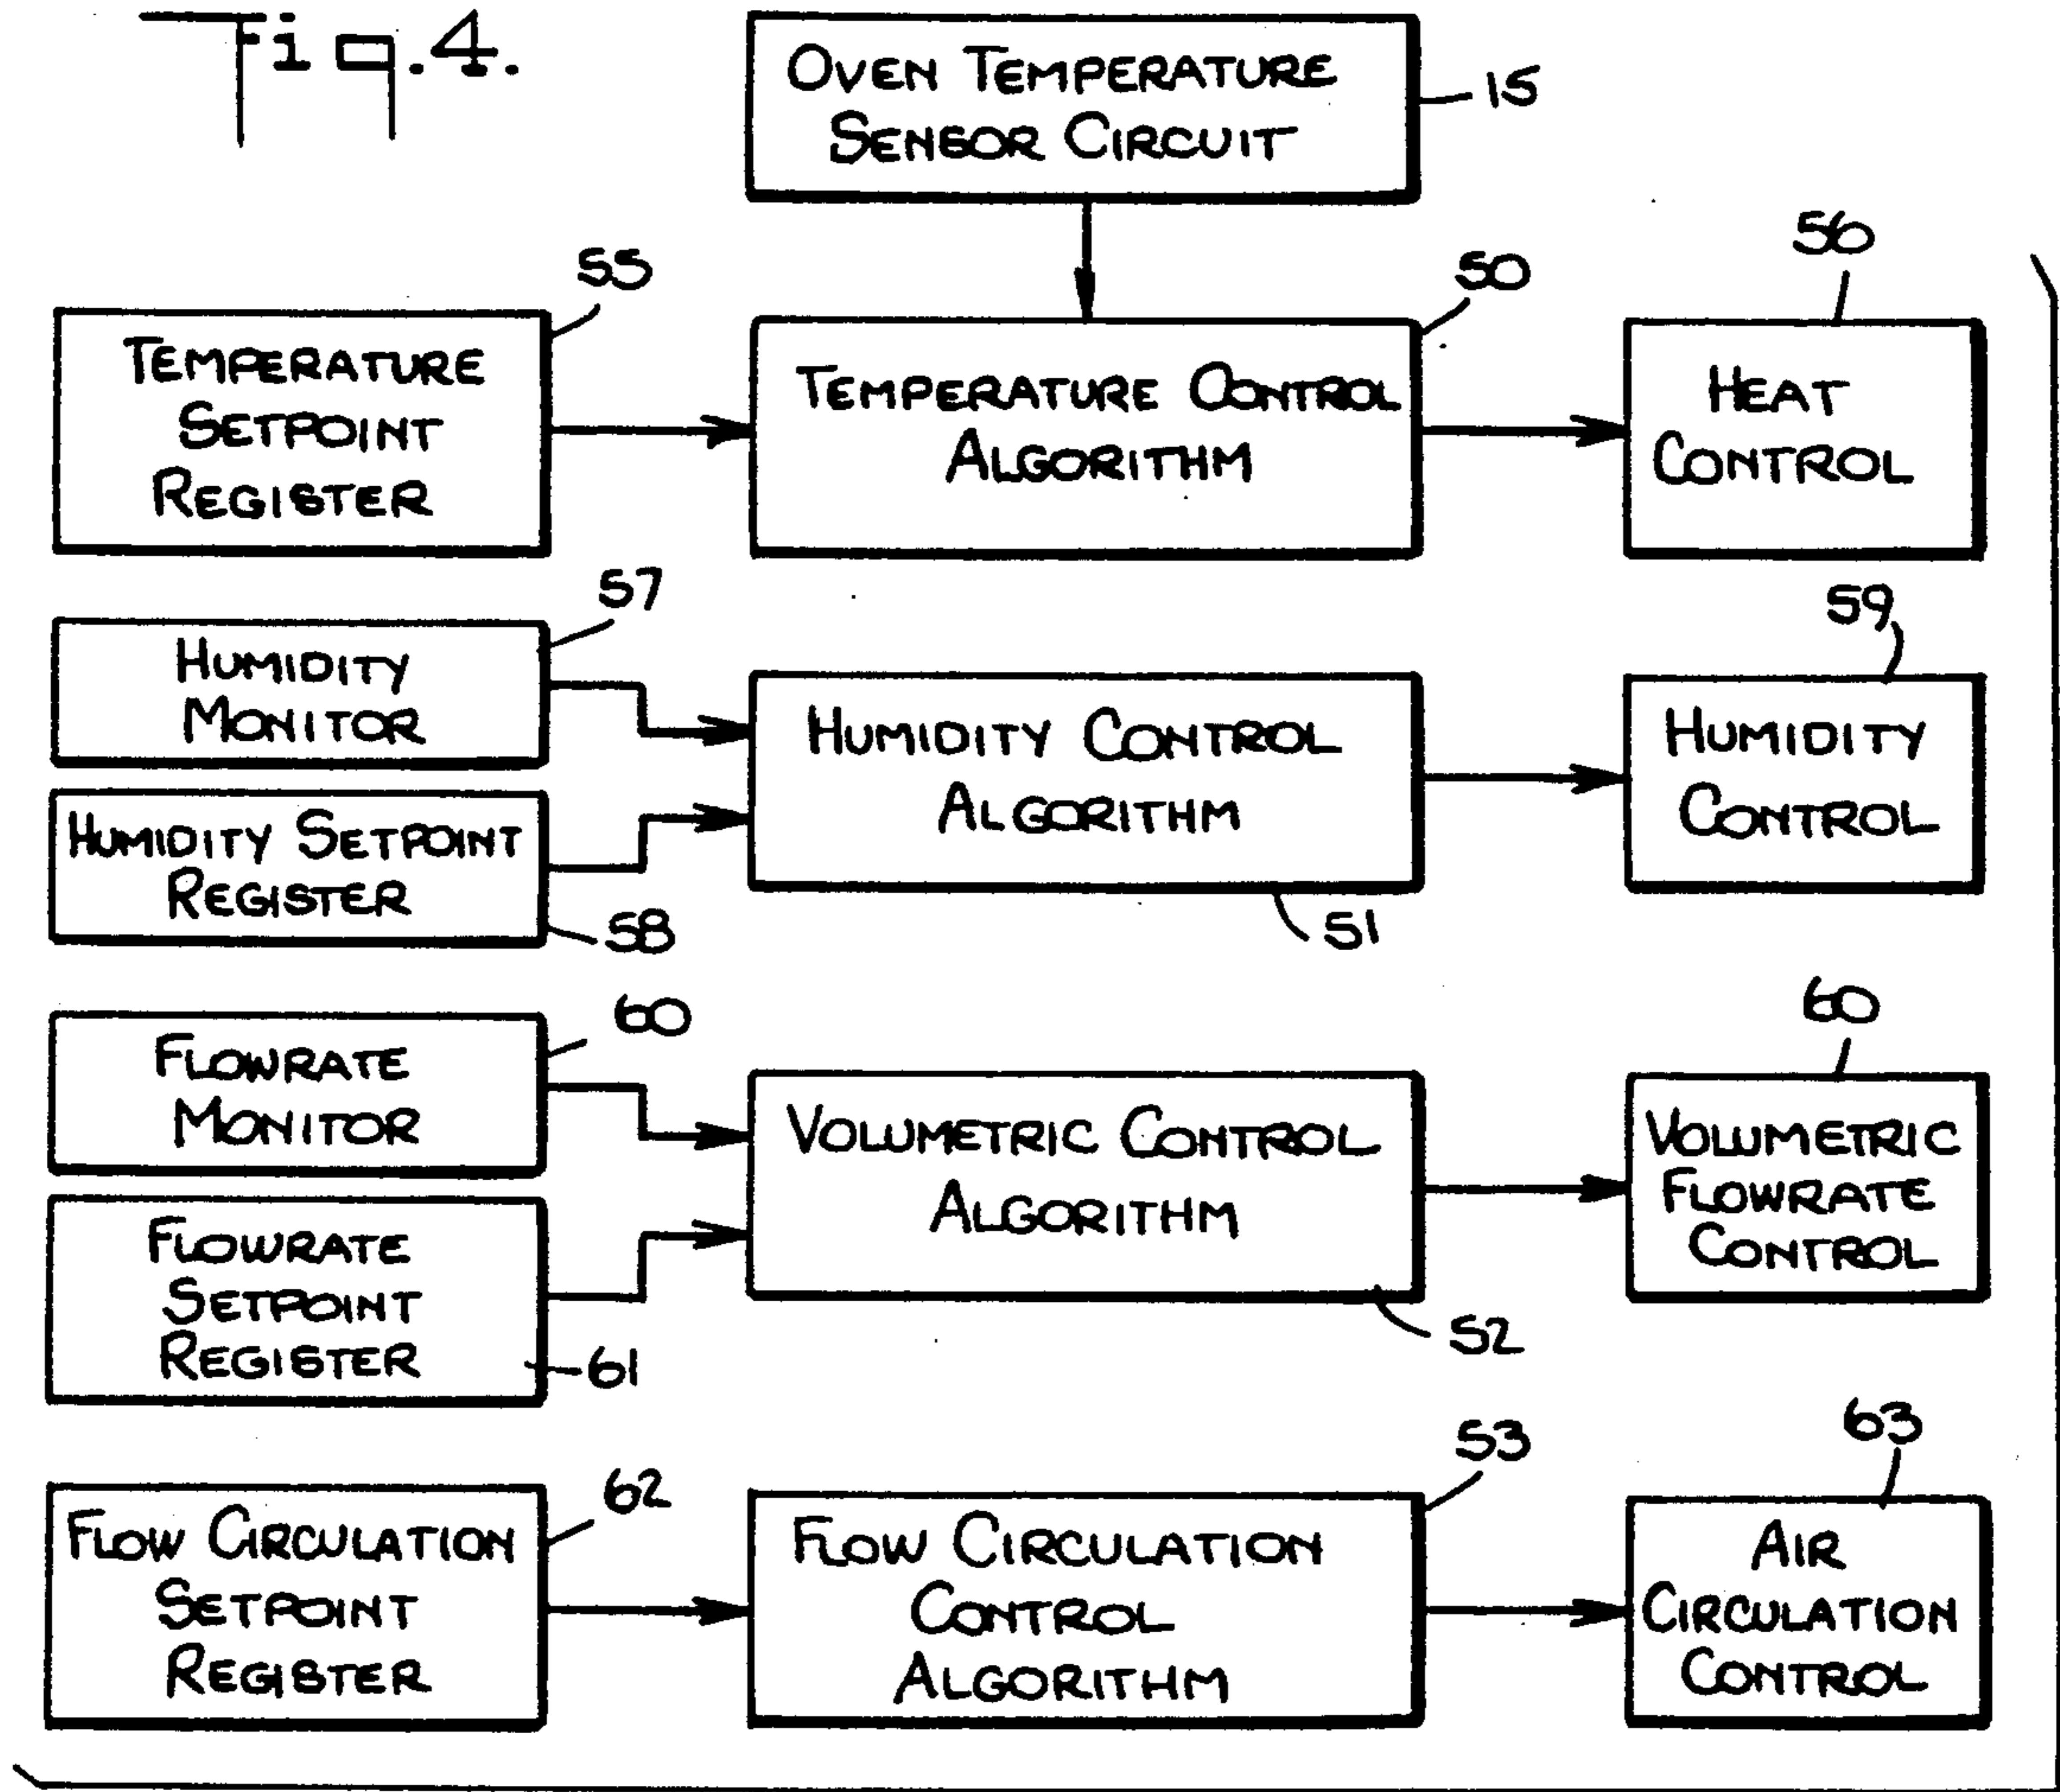 Fig.4.
OVEN TEMPERATURE
SENSOR CIRCUIT
15
55
TEMPERATURE
SETPOINT
REGISTER
50
TEMPERATURE CONTROL
ALGORITHM
56
HEAT
CONTROL
57
HUMIDITY
MONITOR
HUMIDITY SETPOINT
REGISTER
58
HUMIDITY CONTROL
ALGORITHM
51
59
HUMIDITY
CONTROL
60
FLOWRATE
MONITOR
FLOWRATE
SETPOINT
REGISTER
61
VOLUMETRIC CONTROL
ALGORITHM
52
60
VOLUMETRIC
FLOWRATE
CONTROL
62
FLOW CIRCULATION
SETPOINT
REGISTER
53
FLOW CIRCULATION
CONTROL
ALGORITHM
63
AIR
CIRCULATION
CONTROL